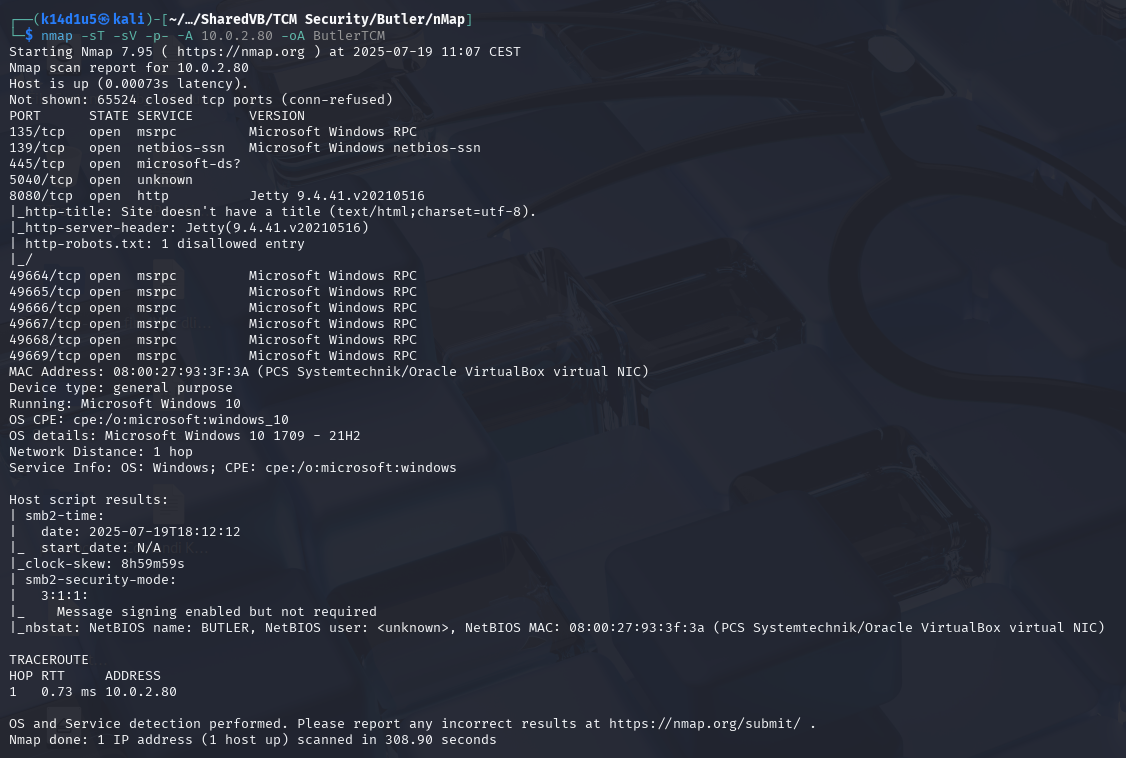 ┌──(k14d1u5㉿kali)-[~/…/SharedVB/TCM Security/Butler/nMap]
└─$ nmap -sT -sV -p- -A 10.0.2.80 -oA ButlerTCM
Starting Nmap 7.95 ( https://nmap.org ) at 2025-07-19 11:07 CEST
Nmap scan report for 10.0.2.80
Host is up (0.00073s latency).
Not shown: 65524 closed tcp ports (conn-refused)
PORT      STATE SERVICE       VERSION
135/tcp   open  msrpc         Microsoft Windows RPC
139/tcp   open  netbios-ssn   Microsoft Windows netbios-ssn
445/tcp   open  microsoft-ds?
5040/tcp  open  unknown
8080/tcp  open  http          Jetty 9.4.41.v20210516
|_http-title: Site doesn't have a title (text/html;charset=utf-8).
|_http-server-header: Jetty(9.4.41.v20210516)
| http-robots.txt: 1 disallowed entry
|_/
49664/tcp open  msrpc         Microsoft Windows RPC
49665/tcp open  msrpc         Microsoft Windows RPC
49666/tcp open  msrpc         Microsoft Windows RPC
49667/tcp open  msrpc         Microsoft Windows RPC
49668/tcp open  msrpc         Microsoft Windows RPC
49669/tcp open  msrpc         Microsoft Windows RPC
MAC Address: 08:00:27:93:3F:3A (PCS Systemtechnik/Oracle VirtualBox virtual NIC)
Device type: general purpose
Running: Microsoft Windows 10
OS CPE: cpe:/o:microsoft:windows_10
OS details: Microsoft Windows 10 1709 - 21H2
Network Distance: 1 hop
Service Info: OS: Windows; CPE: cpe:/o:microsoft:windows

Host script results:
| smb2-time:
|   date: 2025-07-19T18:12:12
|_  start_date: N/A
|_clock-skew: 8h59m59s
| smb2-security-mode:
|   3:1:1:
|_    Message signing enabled but not required
|_nbstat: NetBIOS name: BUTLER, NetBIOS user: <unknown>, NetBIOS MAC: 08:00:27:93:3f:3a (PCS Systemtechnik/Oracle VirtualBox virtual NIC)

TRACEROUTE
HOP RTT     ADDRESS
1   0.73 ms 10.0.2.80

OS and Service detection performed. Please report any incorrect results at https://nmap.org/submit/ .
Nmap done: 1 IP address (1 host up) scanned in 308.90 seconds